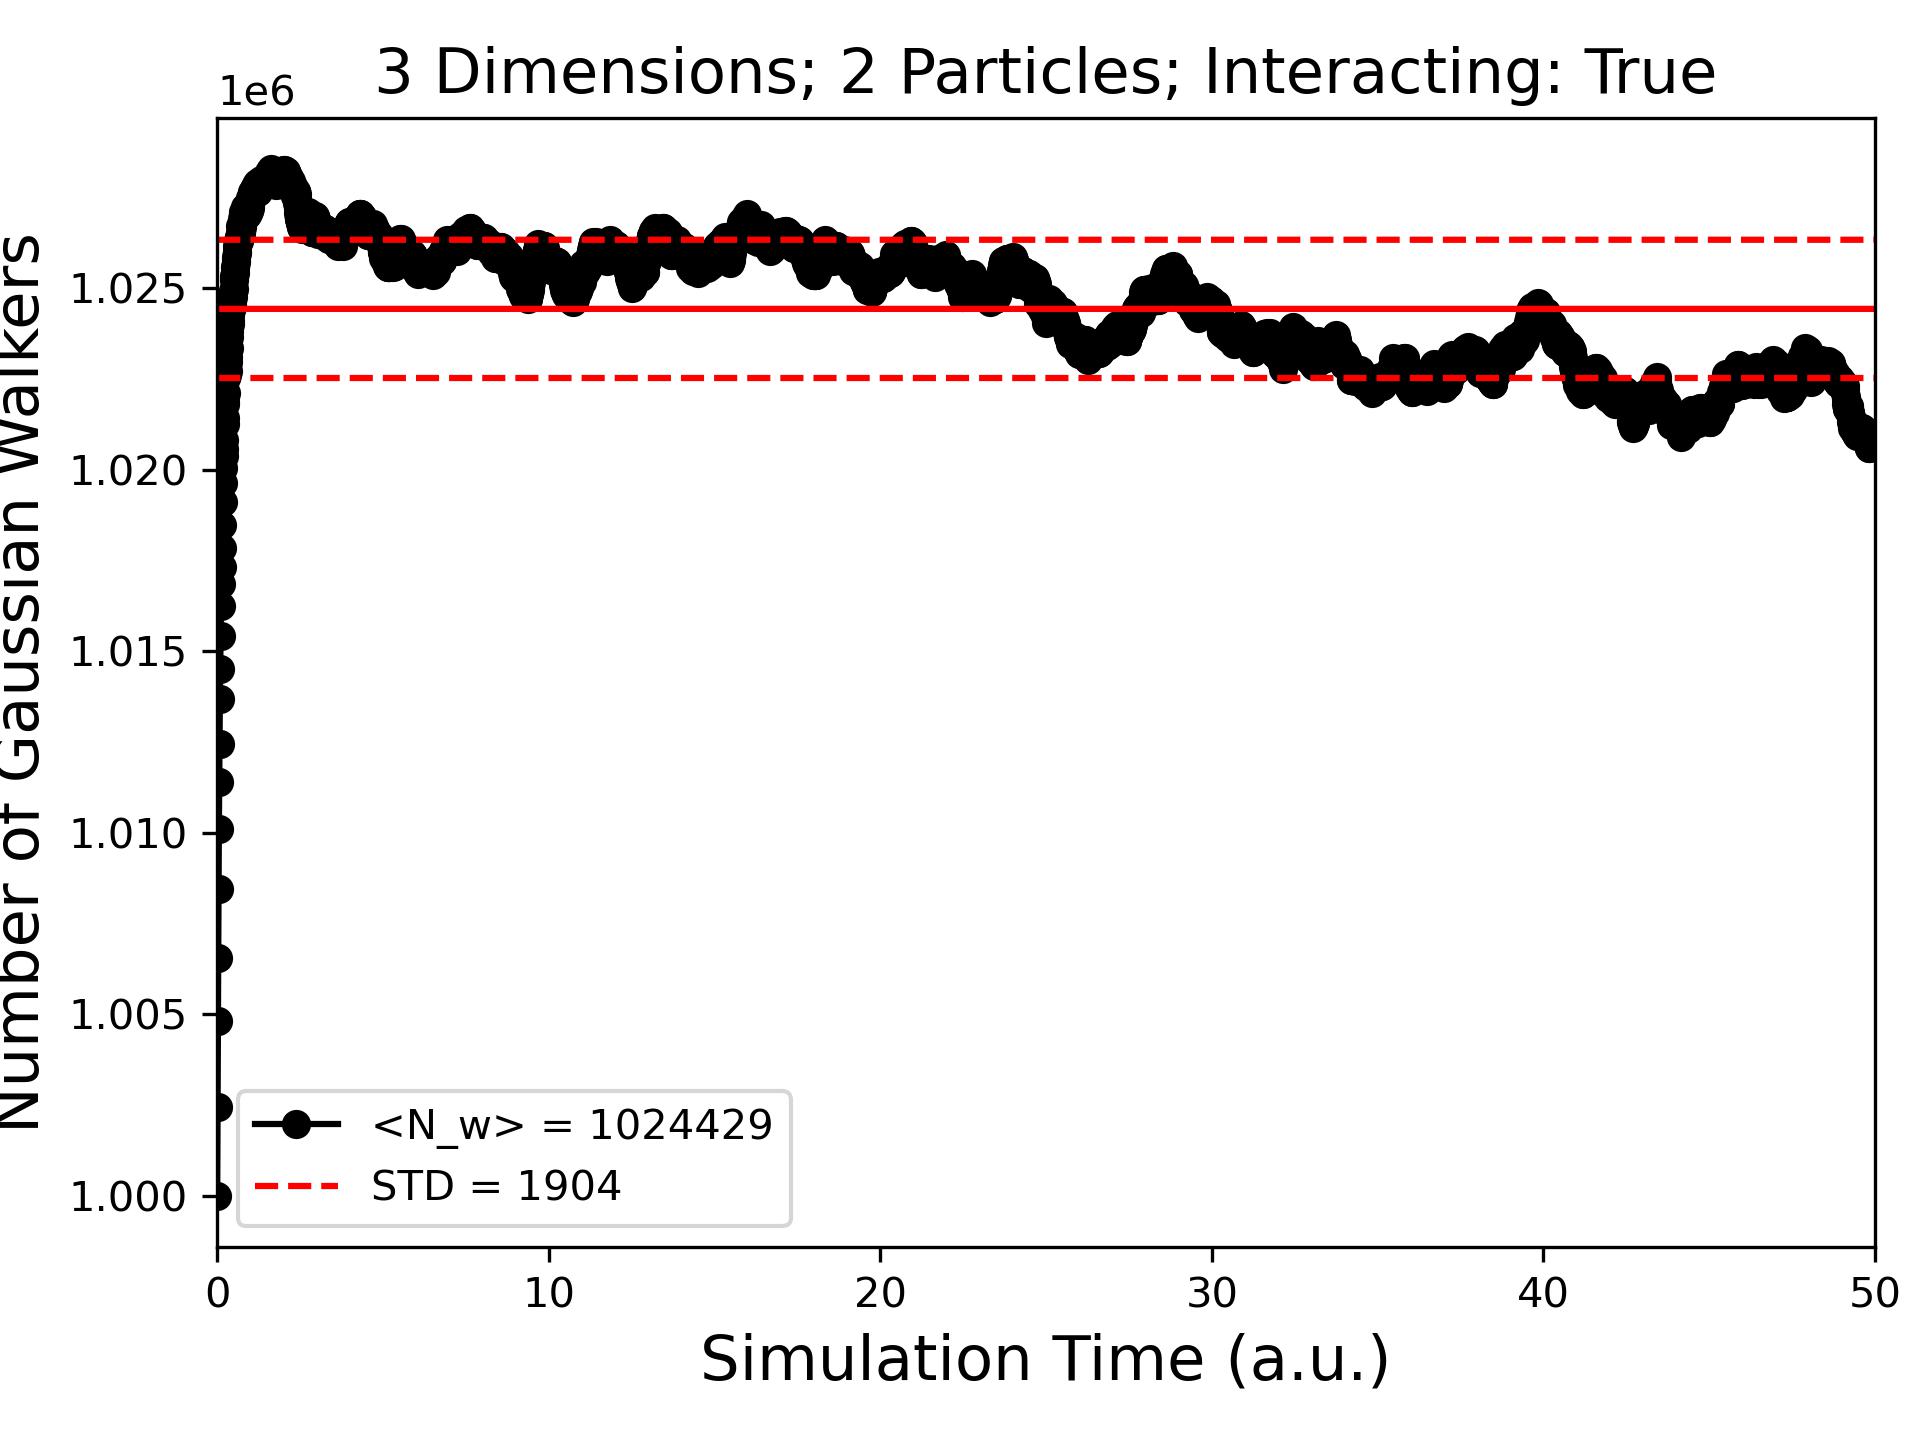 3 Dimensions; 2 Particles; Interacting: True
1e6
Number of Gaussian Walkers
1.025
1.020
1.015
1.010
1.005
1.000
<N_w> = 1024429
STD = 1904
0 10 20 30 40 50
Simulation Time (a.u.)